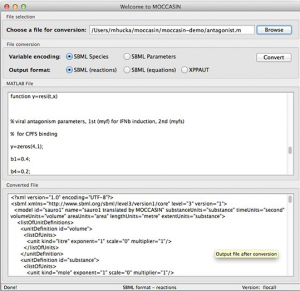 Welcome to MOCCASIN
File selection
Choose a file for conversion: /Users/mhucka/moccasin/moccasin-demo/antagonist.m Browse
File conversion
Variable encoding: SBML Species SBML Parameters Convert
Output format: SBML (reactions) SBML (equations) XPPAUT
MATLAB File
function y=res(t,x)
% viral antagonism parameters, 1st (myf) for IFNb induction, 2nd (myfs)
% for CPFS binding
y=zeros(4,1);
b1=0.4;
b4=0.2;
Converted File
<?xml version="1.0" encoding="UTF-8"?>
<sbml xmlns="http://www.sbml.org/sbml/level3/version1/core" level="3" version="1">
<model id="sauro1" name="sauro1 translated by MOCCASIN" substanceUnits="substance" timeUnits="second"
volumeUnits="volume" areaUnits="area" lengthUnits="metre" extentUnits="substance">
<listOfUnitDefinitions>
<unitDefinition id="volume">
<listOfUnits>
<unit kind="litre" exponent="1" scale="0" multiplier="1"/>
</listOfUnits>
</unitDefinition>
<unitDefinition id="substance">
<listOfUnits>
<unit kind="mole" exponent="1" scale="0" multiplier="1"/>
Output file after conversion
Done! SBML format - reactions Version: